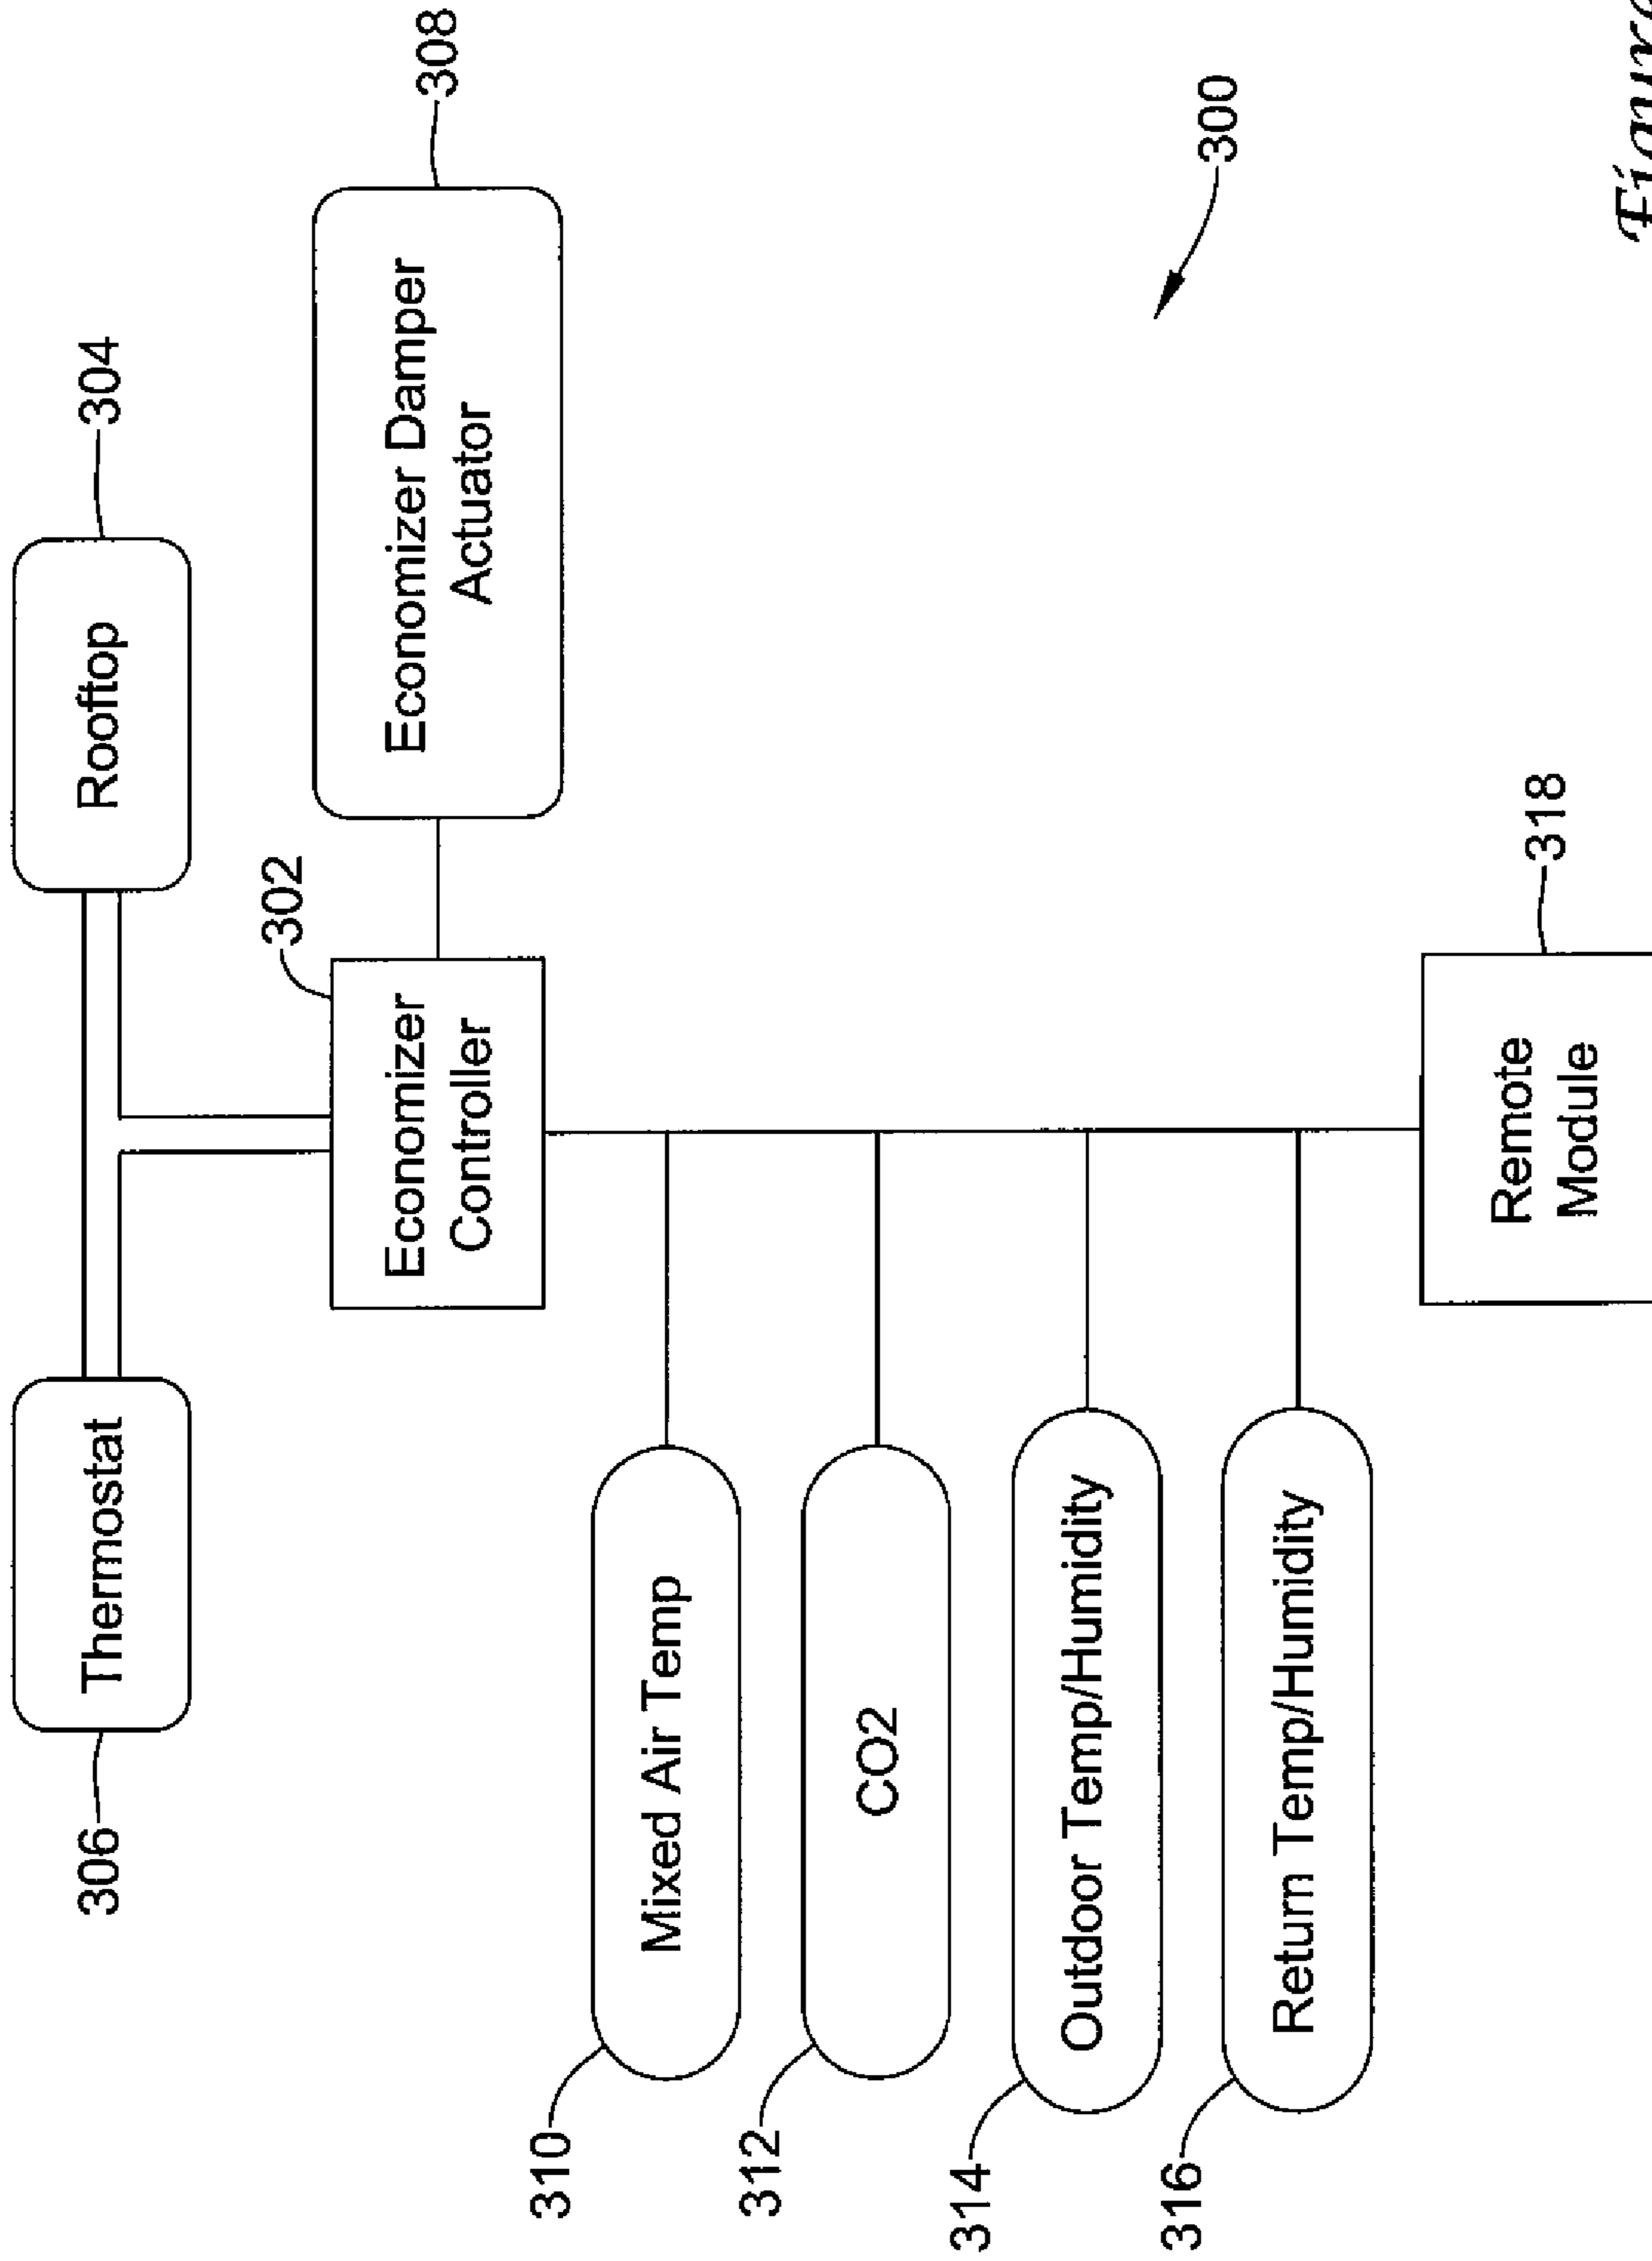 306
Thermostat
Rooftop
304
302
Economizer
Controller
Economizer Damper
Actuator
308
310
Mixed Air Temp
312
CO2
314
Outdoor Temp/Humidity
316
Return Temp/Humidity
300
Remote
Module
318